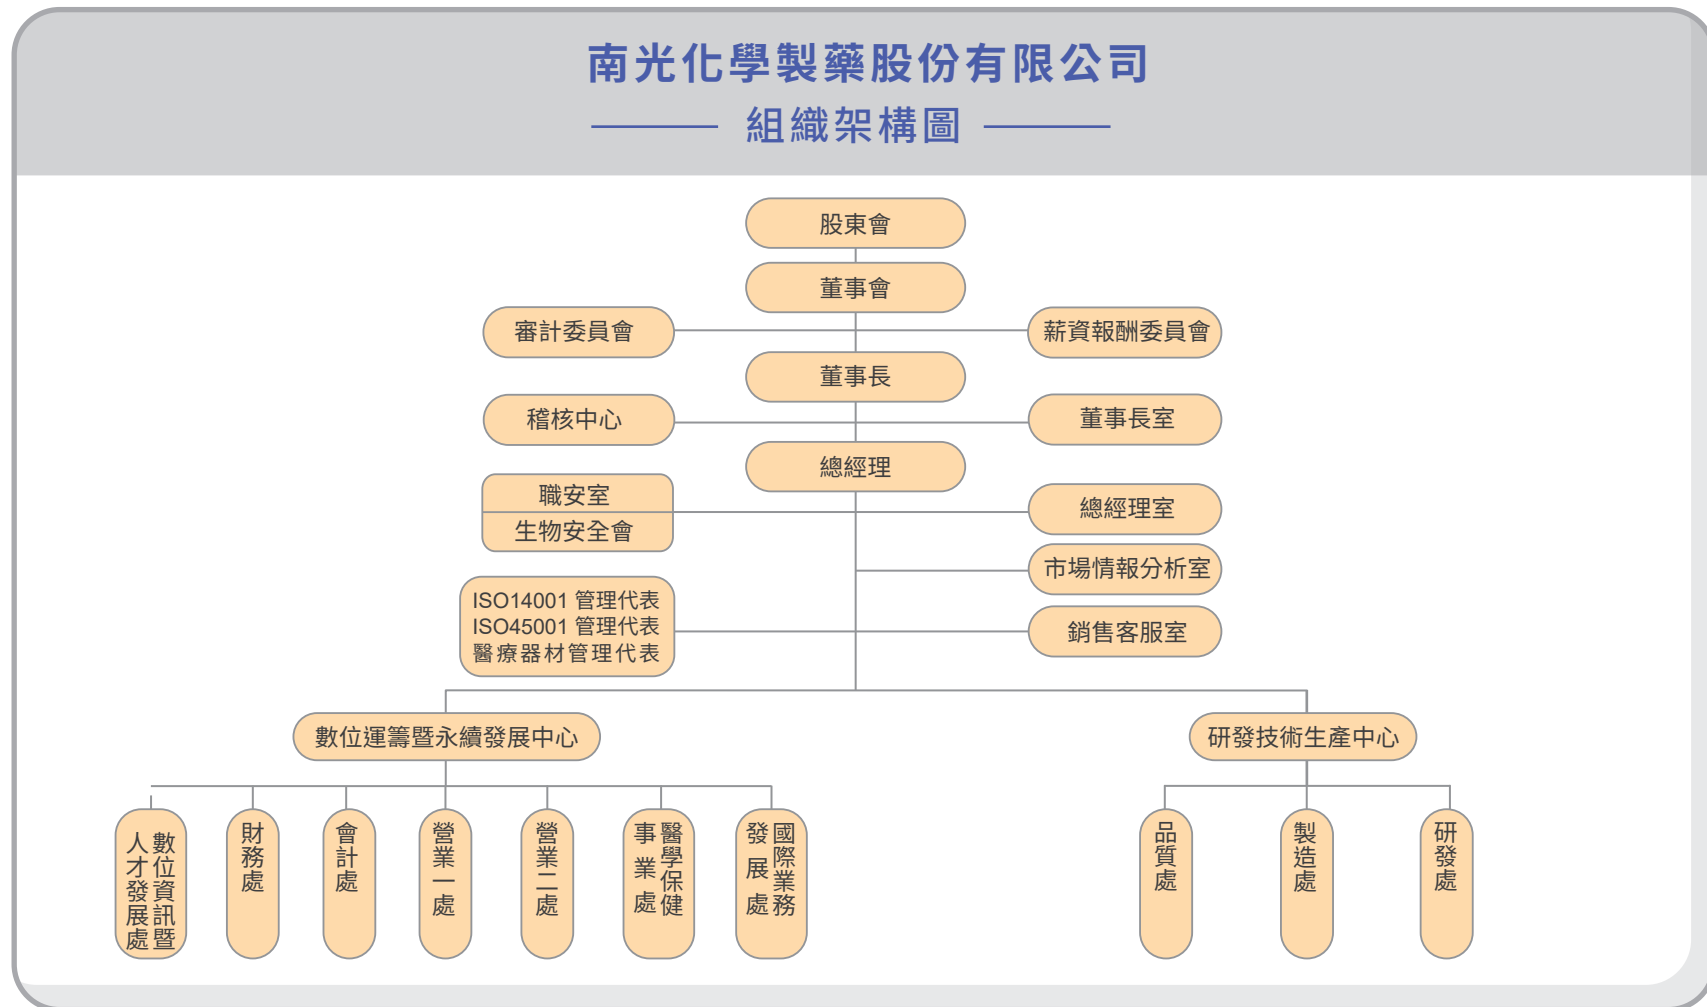 南光化學製藥股份有限公司
組織架構圖
股東會
董事會
審計委員會
薪資報酬委員會
董事長
稽核中心
董事長室
總經理
職安室
生物安全會
總經理室
市場情報分析室
ISO14001 管理代表
ISO45001 管理代表
醫療器材管理代表
銷售客服室
數位運籌暨永續發展中心
研發技術生產中心
數位資訊暨
人才發展處
財務處
會計處
營業一處
營業二處
醫學保健
事業處
國際業務
發展處
品質處
製造處
研發處